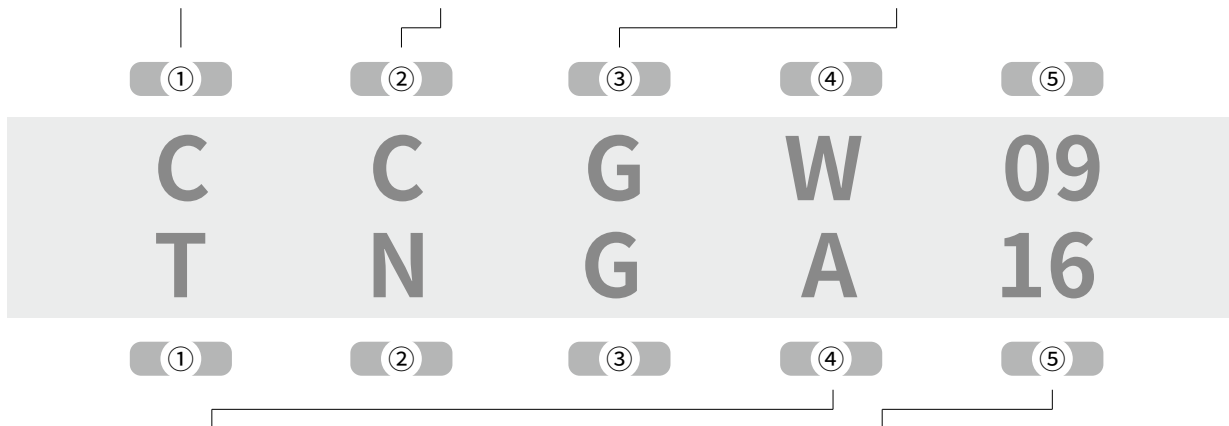 ① ② ③ ④ ⑤
C C G W 09
T N G A 16
① ② ③ ④ ⑤